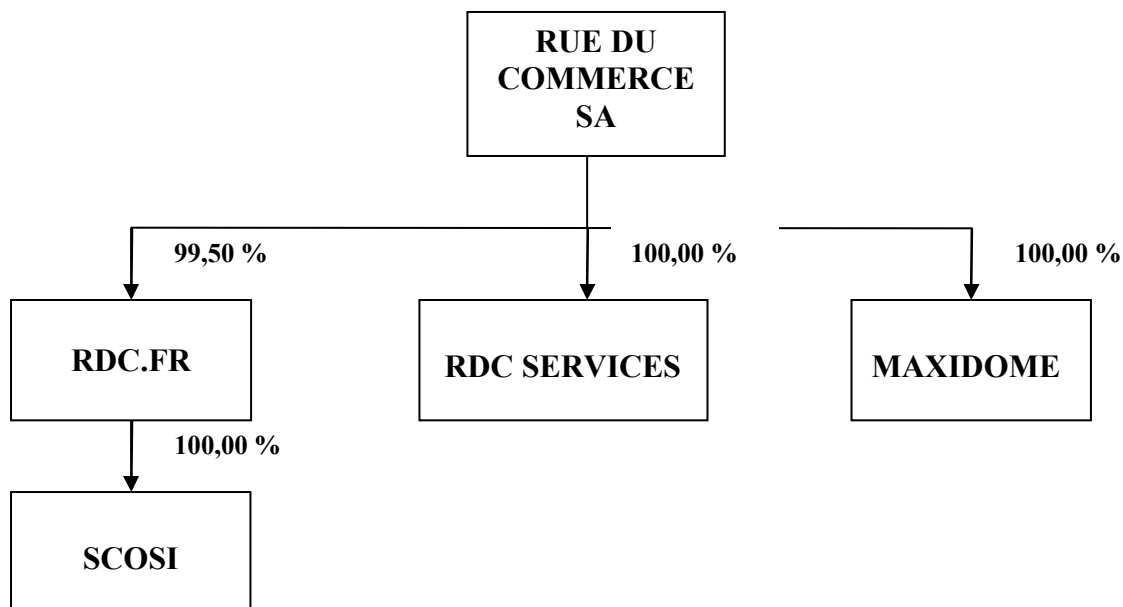 RUE DU
COMMERCE
SA
99,50 %
100,00 %
100,00 %
RDC.FR
RDC SERVICES
MAXIDOME
100,00 %
SCOSI